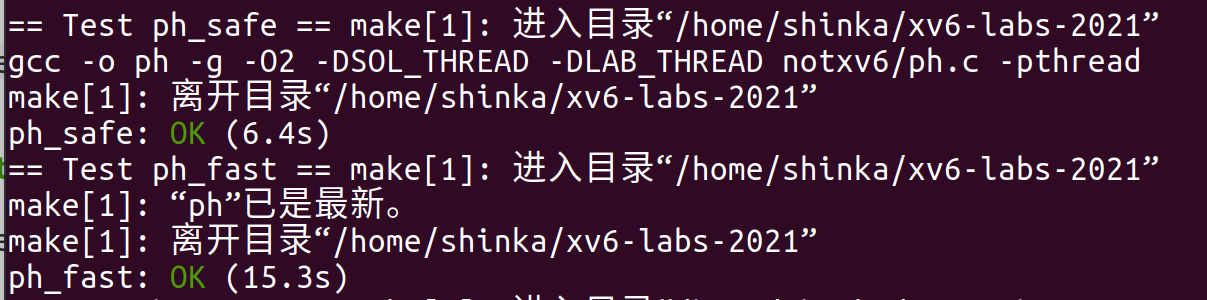 == Test ph_safe == make[1]: 进入目录“/home/shinka/xv6-labs-2021”
gcc -o ph -g -O2 -DSOL_THREAD -DLAB_THREAD notxv6/ph.c -pthread
make[1]: 离开目录“/home/shinka/xv6-labs-2021”
ph_safe: OK (6.4s)
== Test ph_fast == make[1]: 进入目录“/home/shinka/xv6-labs-2021”
make[1]: “ph”已是最新。
make[1]: 离开目录“/home/shinka/xv6-labs-2021”
ph_fast: OK (15.3s)